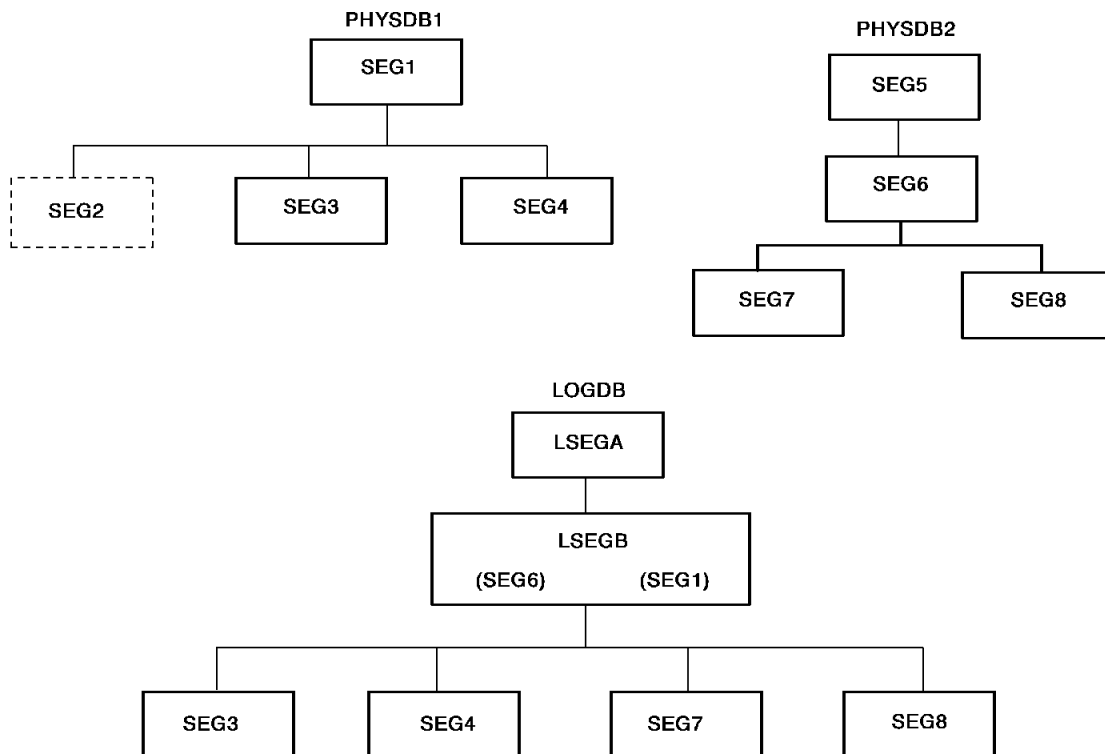 PHYSDB1
SEG1
SEG2
SEG3
SEG4
PHYSDB2
SEG5
SEG6
SEG7
SEG8
LOGDB
LSEGA
LSEGB
(SEG6) (SEG1)
SEG3
SEG4
SEG7
SEG8